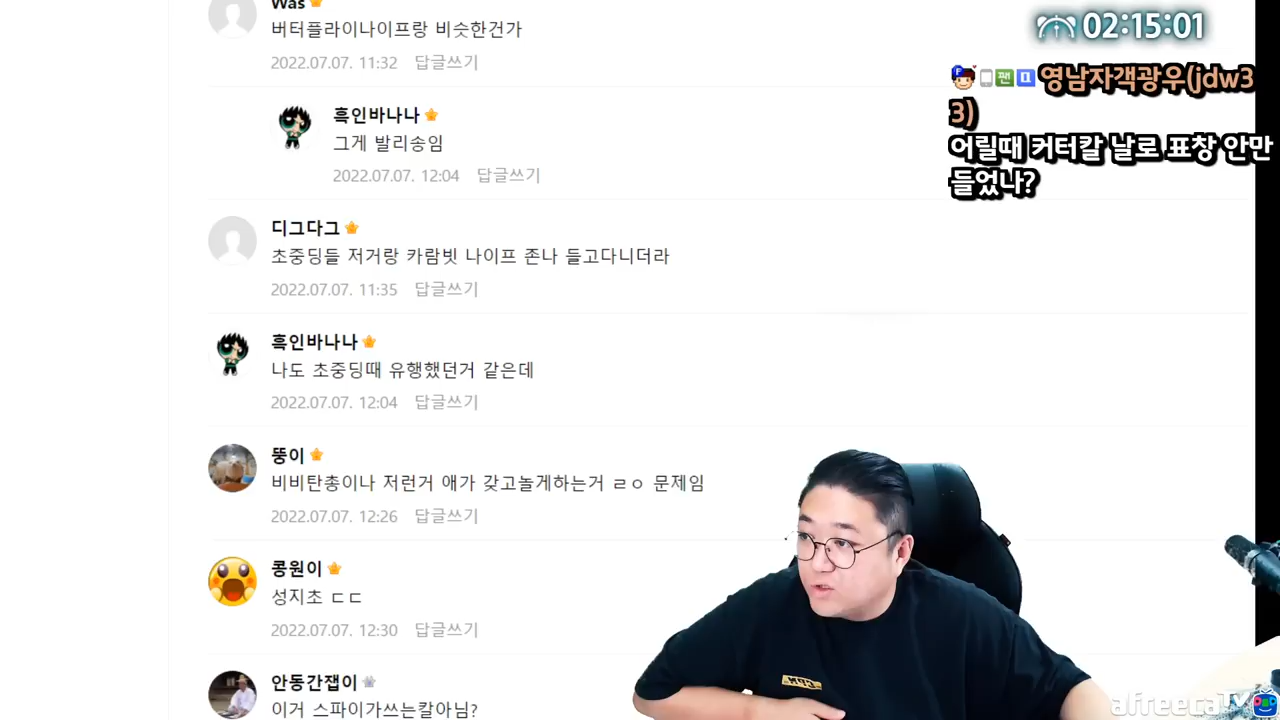 Was
버터플라이나이프랑 비슷한건가
2022.07.07. 11:32 답글쓰기
흑인바나나
그게 발리송임
2022.07.07. 12:04 답글쓰기
디그다그
초중딩들 저거랑 카람빗 나이프 존나 들고다니더라
2022.07.07. 11:35 답글쓰기
흑인바나나
나도 초중딩때 유행했던거 같은데
2022.07.07. 12:04 답글쓰기
뚱이
비비탄총이나 저런거 애가 갖고놀게하는거 ㄹㅇ 문제임
2022.07.07. 12:26 답글쓰기
콩원이
성지초 ㄷㄷ
2022.07.07. 12:30 답글쓰기
안동간잽이
이거 스파이가쓰는칼아님?
02:15:01
팬 영남자객광우(jdw3
3)
어릴때 커터칼 날로 표창 안만
들었나?
afreecaTV